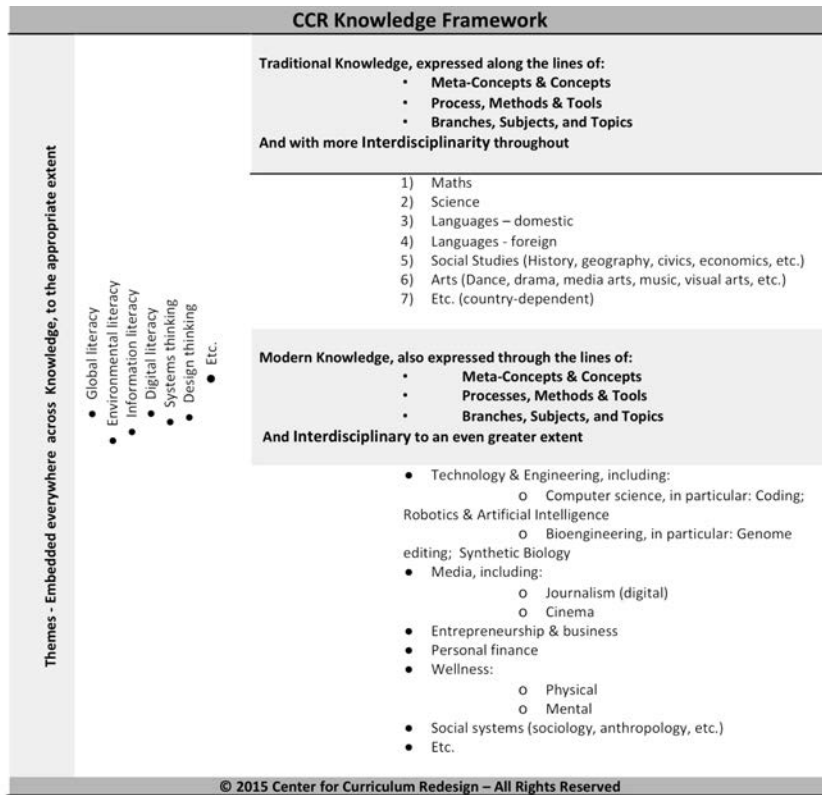 CCR Knowledge Framework
Themes - Embedded everywhere across Knowledge, to the appropriate extent
● Global literacy
● Environmental literacy
● Information literacy
● Digital literacy
● Systems thinking
● Design thinking
● Etc.
Traditional Knowledge, expressed along the lines of:
• Meta-Concepts & Concepts
• Process, Methods & Tools
• Branches, Subjects, and Topics
And with more Interdisciplinarity throughout
1) Maths
2) Science
3) Languages – domestic
4) Languages - foreign
5) Social Studies (History, geography, civics, economics, etc.)
6) Arts (Dance, drama, media arts, music, visual arts, etc.)
7) Etc. (country-dependent)
Modern Knowledge, also expressed through the lines of:
• Meta-Concepts & Concepts
• Processes, Methods & Tools
• Branches, Subjects, and Topics
And Interdisciplinary to an even greater extent
● Technology & Engineering, including:
o Computer science, in particular: Coding;
Robotics & Artificial Intelligence
o Bioengineering, in particular: Genome
editing; Synthetic Biology
● Media, including:
o Journalism (digital)
o Cinema
● Entrepreneurship & business
● Personal finance
● Wellness:
o Physical
o Mental
● Social systems (sociology, anthropology, etc.)
● Etc.
© 2015 Center for Curriculum Redesign – All Rights Reserved